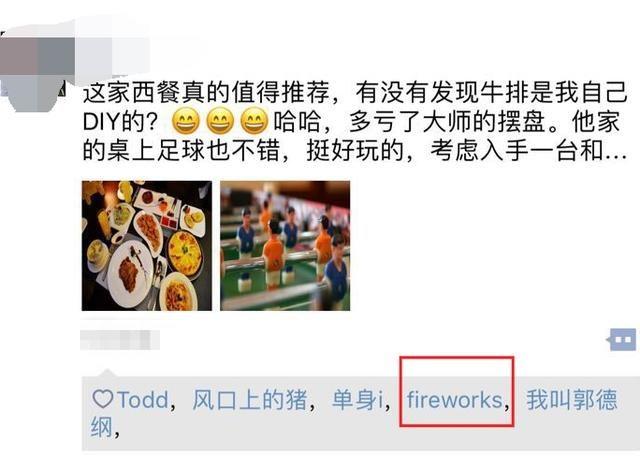 这家西餐真的值得推荐，有没有发现牛排是我自己
DIY的？😄😄😄哈哈，多亏了大师的摆盘。他家
的桌上足球也不错，挺好玩的，考虑入手一台和...
Todd，风口上的猪，单身i，fireworks，我叫郭德
纲，